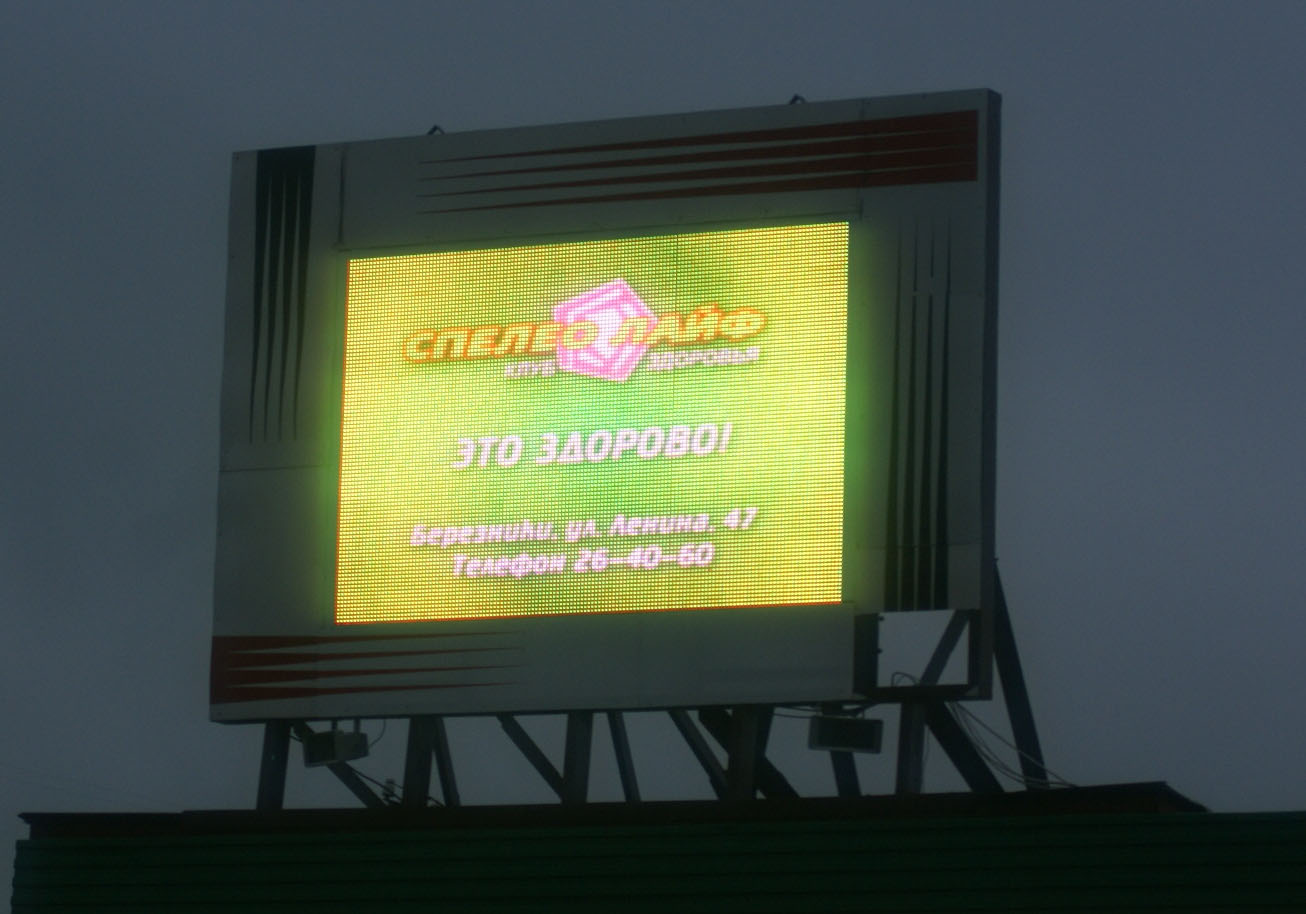 СПЕЛЕО ЛАЙФ
КЛУБ ЗДОРОВЬЯ
ЭТО ЗДОРОВО!
Березники, ул Ленина, 47
Телефон 26-40-60